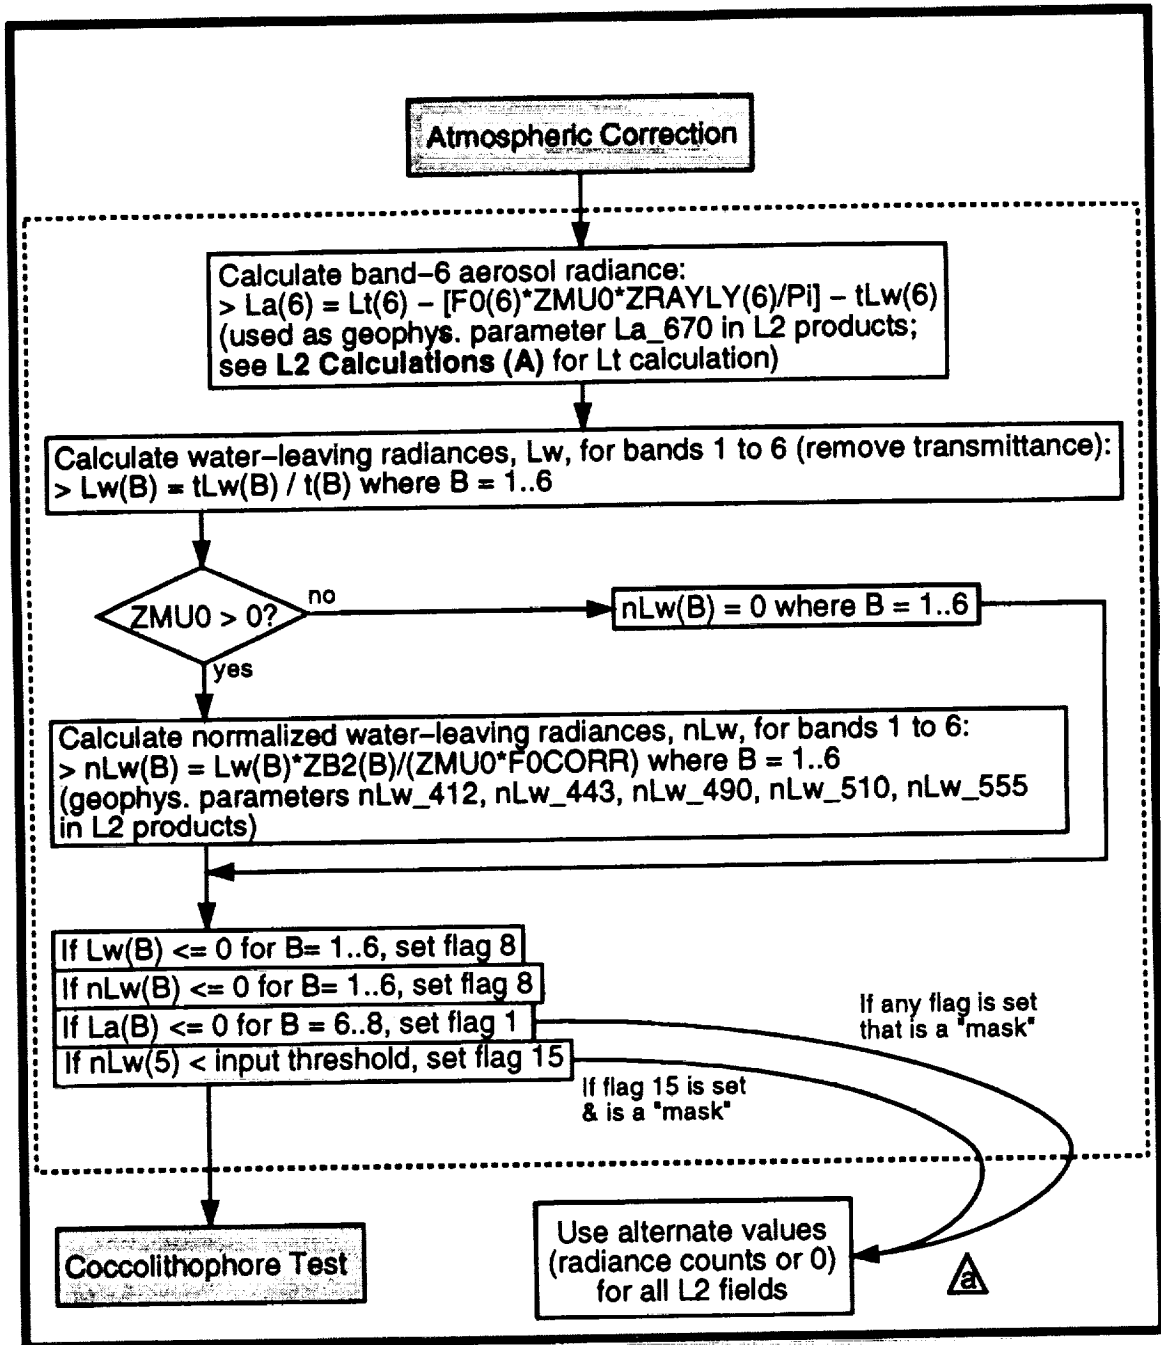 Atmospheric Correction
Calculate band–6 aerosol radiance:
> La(6) = Lt(6) – [F0(6)*ZMU0*ZRAYLY(6)/Pi] – tLw(6)
(used as geophys. parameter La_670 in L2 products;
see L2 Calculations (A) for Lt calculation)
Calculate water–leaving radiances, Lw, for bands 1 to 6 (remove transmittance):
> Lw(B) = tLw(B) / t(B) where B = 1..6
ZMU0 > 0?
no
nLw(B) = 0 where B = 1..6
yes
Calculate normalized water–leaving radiances, nLw, for bands 1 to 6:
> nLw(B) = Lw(B)*ZB2(B)/(ZMU0*F0CORR) where B = 1..6
(geophys. parameters nLw_412, nLw_443, nLw_490, nLw_510, nLw_555
in L2 products)
If Lw(B) <= 0 for B= 1..6, set flag 8
If nLw(B) <= 0 for B= 1..6, set flag 8
If La(B) <= 0 for B = 6..8, set flag 1
If nLw(5) < input threshold, set flag 15
If any flag is set
that is a "mask"
If flag 15 is set
& is a "mask"
Coccolithophore Test
Use alternate values
(radiance counts or 0)
for all L2 fields
a